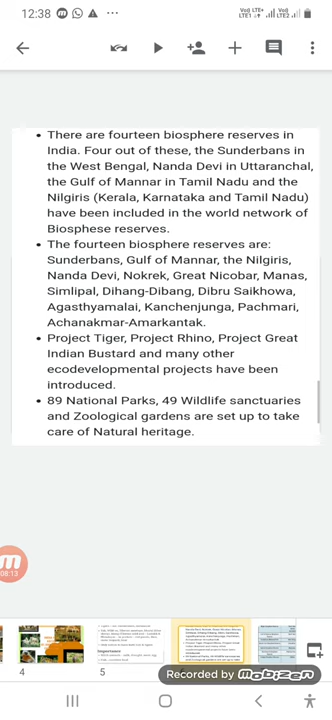 12:38
Vo) LTE+ LTE1
Vo) LTE2
• There are fourteen biosphere reserves in
India. Four out of these, the Sunderbans in
the West Bengal, Nanda Devi in Uttaranchal,
the Gulf of Mannar in Tamil Nadu and the
Nilgiris (Kerala, Karnataka and Tamil Nadu)
have been included in the world network of
Biosphese reserves.
• The fourteen biosphere reserves are:
Sunderbans, Gulf of Mannar, the Nilgiris,
Nanda Devi, Nokrek, Great Nicobar, Manas,
Simlipal, Dihang-Dibang, Dibru Saikhowa,
Agasthyamalai, Kanchenjunga, Pachmari,
Achanakmar-Amarkantak.
• Project Tiger, Project Rhino, Project Great
Indian Bustard and many other
ecodevelopmental projects have been
introduced.
• 89 National Parks, 49 Wildlife sanctuaries
and Zoological gardens are set up to take
care of Natural heritage.
08:13
Importance
4
5
Recorded by mobizen